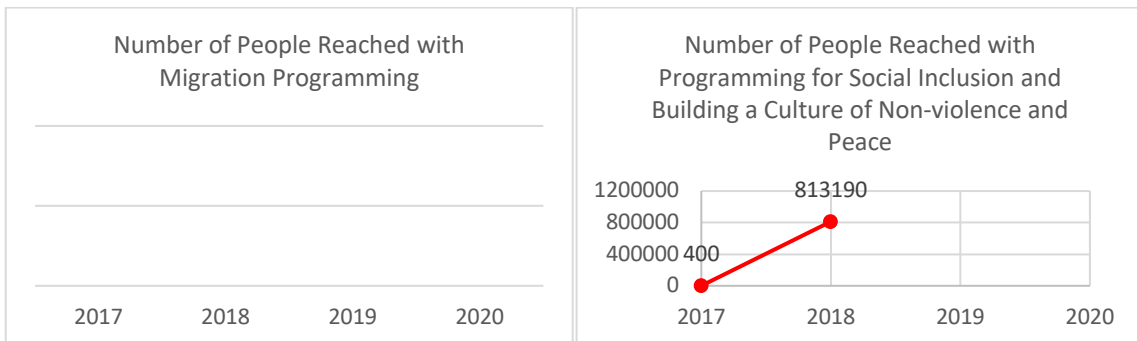 Number of People Reached with
Migration Programming
2017 2018 2019 2020
Number of People Reached with
Programming for Social Inclusion and
Building a Culture of Non-violence and
Peace
1200000
813190
800000
400000 400
0
2017 2018 2019 2020